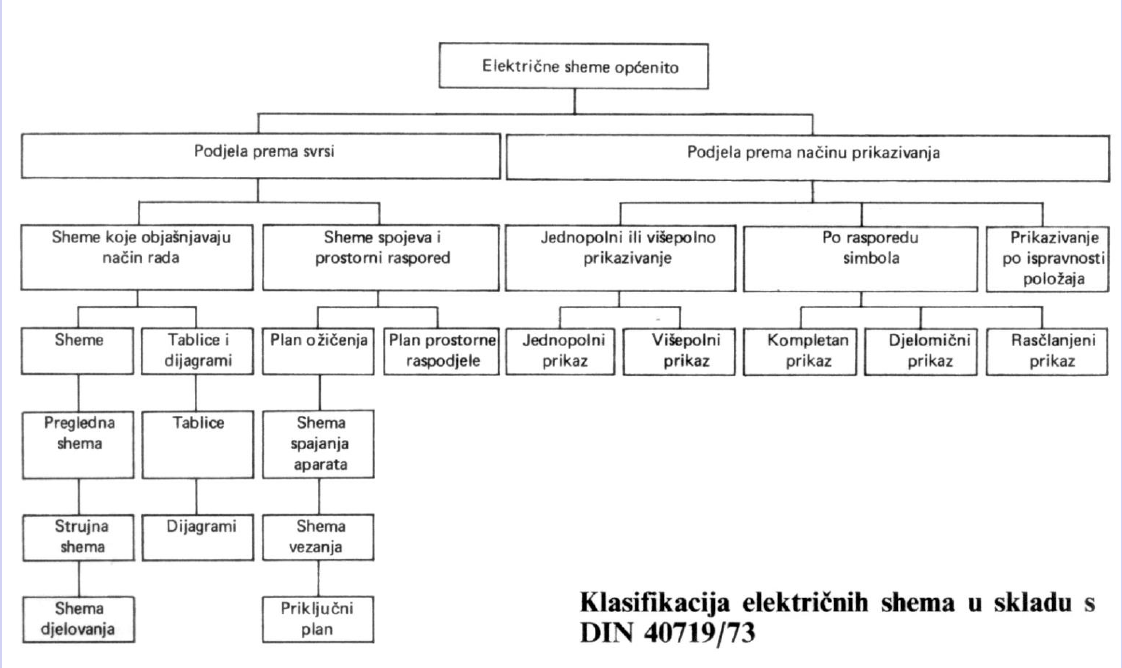 Električne sheme općenito
Podjela prema svrsi
Podjela prema načinu prikazivanja
Sheme koje objašnjavaju
način rada
Sheme spojeva i
prostorni raspored
Jednopolni ili višepolno
prikazivanje
Po rasporedu
simbola
Prikazivanje
po ispravnosti
položaja
Sheme
Tablice i
dijagrami
Plan ožičenja
Plan prostorne
raspodjele
Jednopolni
prikaz
Višepolni
prikaz
Kompletan
prikaz
Djelomični
prikaz
Rasčlanjeni
prikaz
Pregledna
shema
Tablice
Shema
spajanja
aparata
Strujna
shema
Dijagrami
Shema
vezanja
Shema
djelovanja
Priključni
plan
Klasifikacija električnih shema u skladu s
DIN 40719/73